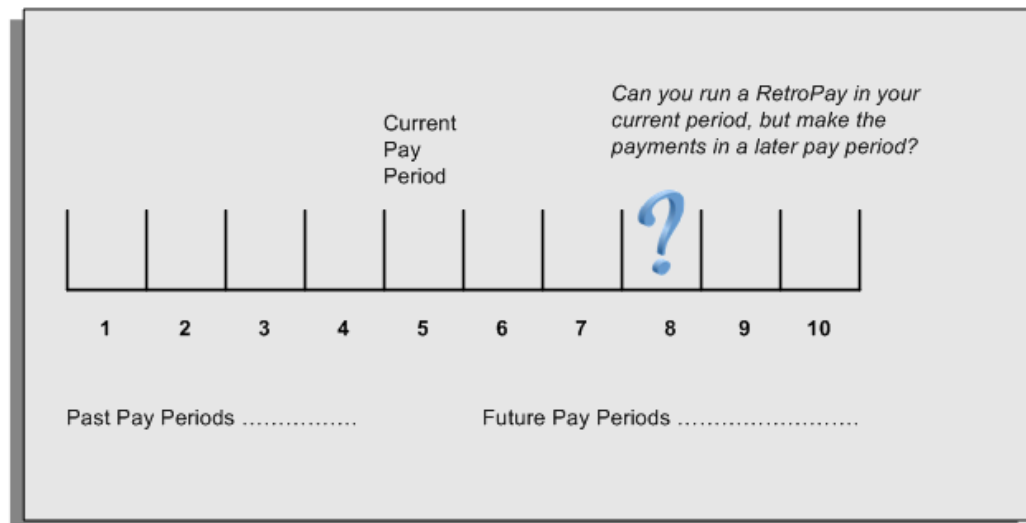 Can you run a RetroPay in your
current period, but make the
payments in a later pay period?
Current
Pay
Period
?
1 2 3 4 5 6 7 8 9 10
Past Pay Periods ................
Future Pay Periods .........................